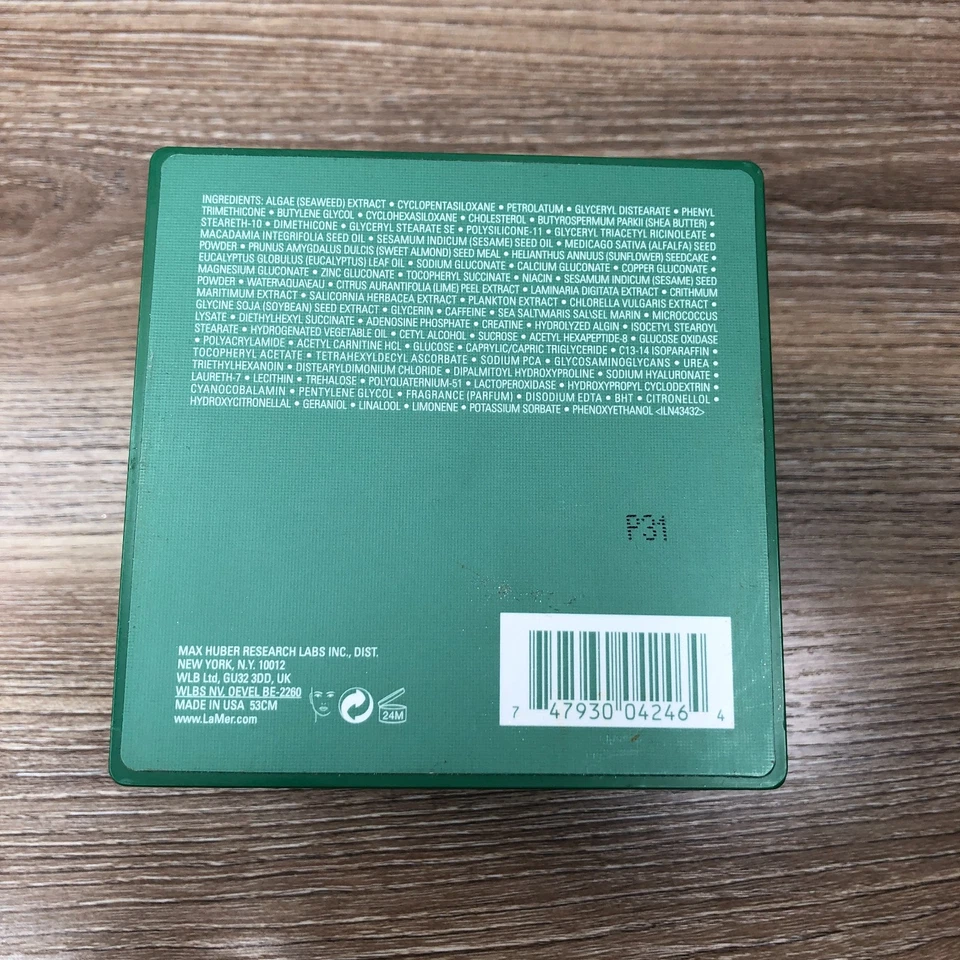 INGREDIENTS: ALGAE (SEAWEED) EXTRACT • CYCLOPENTASILOXANE • PETROLATUM • GLYCERYL DISTEARATE • PHENYL
TRIMETHICONE • BUTYLENE GLYCOL • CYCLOHEXASILOXANE • CHOLESTEROL • BUTYROSPERMUM PARKII (SHEA BUTTER) •
STEARETH-10 • DIMETHICONE • GLYCERYL STEARATE SE • POLYSILICONE-11 • GLYCERYL TRIACETYL RICINOLEATE •
MACADAMIA INTEGRIFOLIA SEED OIL • SESAMUM INDICUM (SESAME) SEED OIL • MEDICAGO SATIVA (ALFALFA) SEED
POWDER • PRUNUS AMYGDALUS DULCIS (SWEET ALMOND) SEED MEAL • HELIANTHUS ANNUUS (SUNFLOWER) SEEDCAKE •
EUCALYPTUS GLOBULUS (EUCALYPTUS) LEAF OIL • SODIUM GLUCONATE • CALCIUM GLUCONATE • COPPER GLUCONATE •
MAGNESIUM GLUCONATE • ZINC GLUCONATE • TOCOPHERYL SUCCINATE • NIACIN • SESAMUM INDICUM (SESAME) SEED
POWDER • WATER\AQUA\EAU • CITRUS AURANTIFOLIA (LIME) PEEL EXTRACT • LAMINARIA DIGITATA EXTRACT • CRITHMUM
MARITIMUM EXTRACT • SALICORNIA HERBACEA EXTRACT • PLANKTON EXTRACT • CHLORELLA VULGARIS EXTRACT •
GLYCINE SOJA (SOYBEAN) SEED EXTRACT • GLYCERIN • CAFFEINE • SEA SALT\MARIS SAL\SEL MARIN • MICROCOCCUS
LYSATE • DIETHYLHEXYL SUCCINATE • ADENOSINE PHOSPHATE • CREATINE • HYDROLYZED ALGIN • ISOCETYL STEAROYL
STEARATE • HYDROGENATED VEGETABLE OIL • CETYL ALCOHOL • SUCROSE • ACETYL HEXAPEPTIDE-8 • GLUCOSE OXIDASE
• POLYACRYLAMIDE • ACETYL CARNITINE HCL • GLUCOSE • CAPRYLIC/CAPRIC TRIGLYCERIDE • C13-14 ISOPARAFFIN •
TOCOPHERYL ACETATE • TETRAHEXYLDECYL ASCORBATE • SODIUM PCA • GLYCOSAMINOGLYCANS • UREA •
TRIETHYLHEXANOIN • DISTEARYLDIMONIUM CHLORIDE • DIPALMITOYL HYDROXYPROLINE • SODIUM HYALURONATE •
LAURETH-7 • LECITHIN • TREHALOSE • POLYQUATERNIUM-51 • LACTOPEROXIDASE • HYDROXYPROPYL CYCLODEXTRIN •
CYANOCOBALAMIN • PENTYLENE GLYCOL • FRAGRANCE (PARFUM) • DISODIUM EDTA • BHT • CITRONELLOL •
HYDROXYCITRONELLAL • GERANIOL • LINALOOL • LIMONENE • POTASSIUM SORBATE • PHENOXYETHANOL <ILN43432>
P31
MAX HUBER RESEARCH LABS INC., DIST.
NEW YORK, N.Y. 10012
WLB Ltd, GU32 3DD, UK
WLBS NV. OEVEL BE-2260
MADE IN USA 53CM
www.LaMer.com
24M
7 47930 04246 4